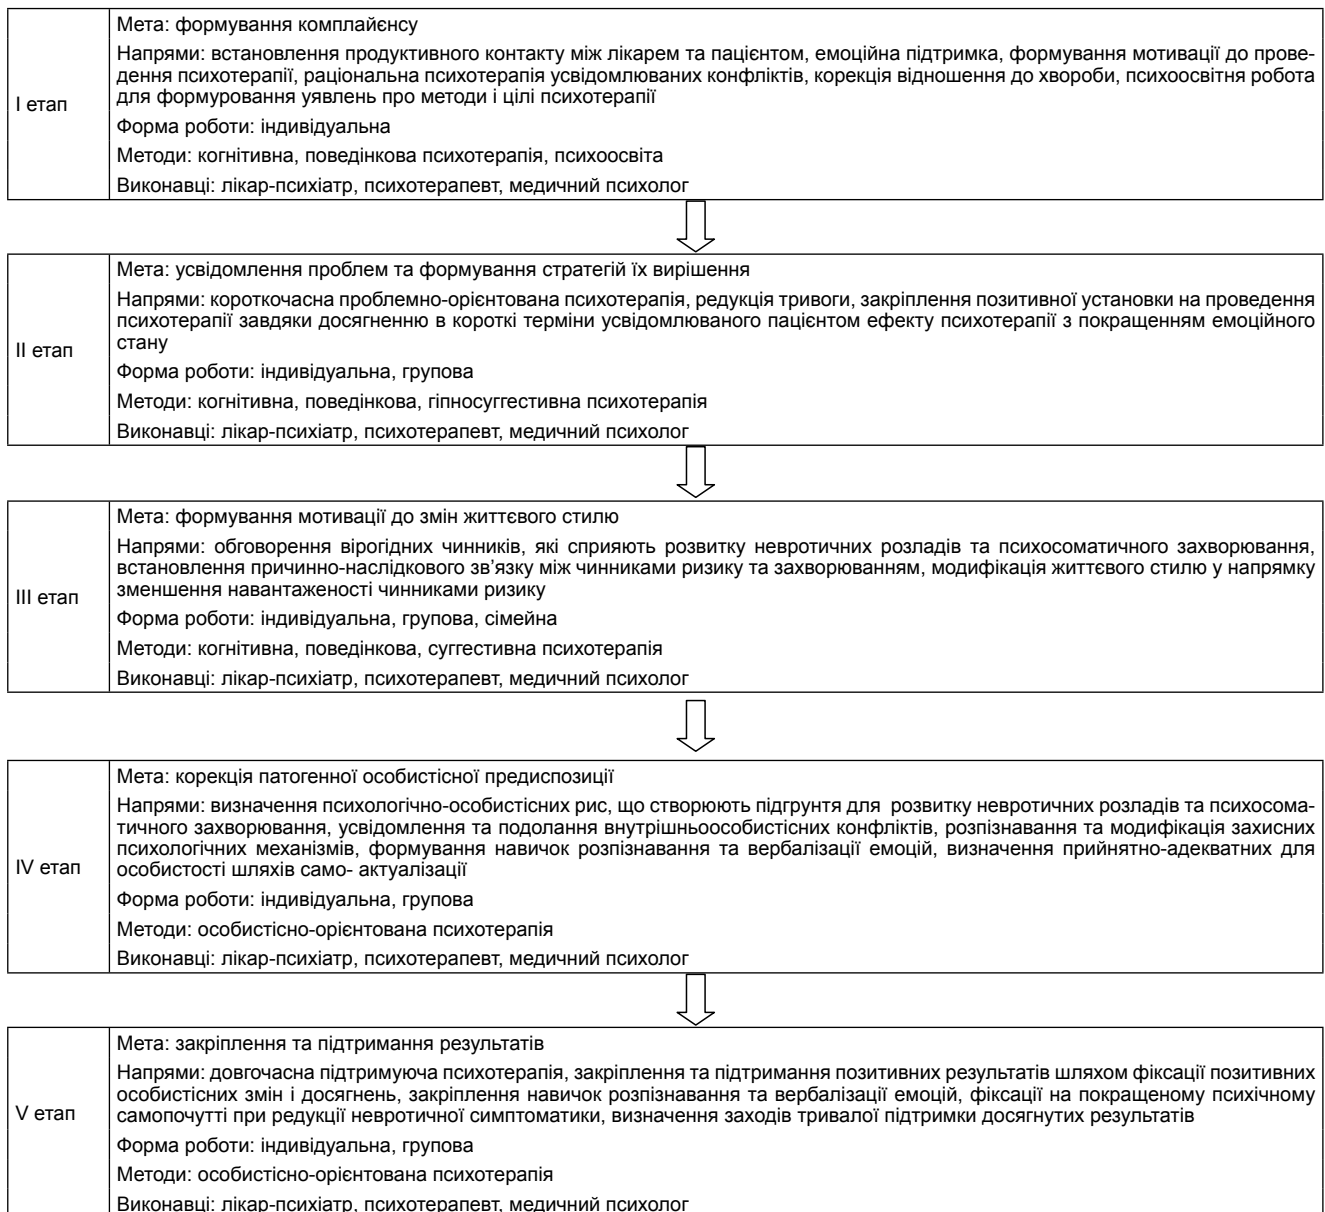 I етап
Мета: формування комплайєнсу
Напрями: встановлення продуктивного контакту між лікарем та пацієнтом, емоційна підтримка, формування мотивації до прове-
дення психотерапії, раціональна психотерапія усвідомлюваних конфліктів, корекція відношення до хвороби, психоосвітня робота
для формуровання уявлень про методи і цілі психотерапії
Форма роботи: індивідуальна
Методи: когнітивна, поведінкова психотерапія, психоосвіта
Виконавці: лікар-психіатр, психотерапевт, медичний психолог
II етап
Мета: усвідомлення проблем та формування стратегій їх вирішення
Напрями: короткочасна проблемно-орієнтована психотерапія, редукція тривоги, закріплення позитивної установки на проведення
психотерапії завдяки досягненню в короткі терміни усвідомлюваного пацієнтом ефекту психотерапії з покращенням емоційного
стану
Форма роботи: індивідуальна, групова
Методи: когнітивна, поведінкова, гіпносуггестивна психотерапія
Виконавці: лікар-психіатр, психотерапевт, медичний психолог
III етап
Мета: формування мотивації до змін життєвого стилю
Напрями: обговорення вірогідних чинників, які сприяють розвитку невротичних розладів та психосоматичного захворювання,
встановлення причинно-наслідкового зв’язку між чинниками ризику та захворюванням, модифікація життєвого стилю у напрямку
зменшення навантаженості чинниками ризику
Форма роботи: індивідуальна, групова, сімейна
Методи: когнітивна, поведінкова, суггестивна психотерапія
Виконавці: лікар-психіатр, психотерапевт, медичний психолог
IV етап
Мета: корекція патогенної особистісної предиспозиції
Напрями: визначення психологічно-особистісних рис, що створюють підгрунтя для розвитку невротичних розладів та психосома-
тичного захворювання, усвідомлення та подолання внутрішньоособистісних конфліктів, розпізнавання та модифікація захисних
психологічних механізмів, формування навичок розпізнавання та вербалізації емоцій, визначення прийнятно-адекватних для
особистості шляхів само- актуалізації
Форма роботи: індивідуальна, групова
Методи: особистісно-орієнтована психотерапія
Виконавці: лікар-психіатр, психотерапевт, медичний психолог
V етап
Мета: закріплення та підтримання результатів
Напрями: довгочасна підтримуюча психотерапія, закріплення та підтримання позитивних результатів шляхом фіксації позитивних
особистісних змін і досягнень, закріплення навичок розпізнавання та вербалізації емоцій, фіксації на покращеному психічному
самопочутті при редукції невротичної симптоматики, визначення заходів тривалої підтримки досягнутих результатів
Форма роботи: індивідуальна, групова
Методи: особистісно-орієнтована психотерапія
Виконавці: лікар-психіатр, психотерапевт, медичний психолог